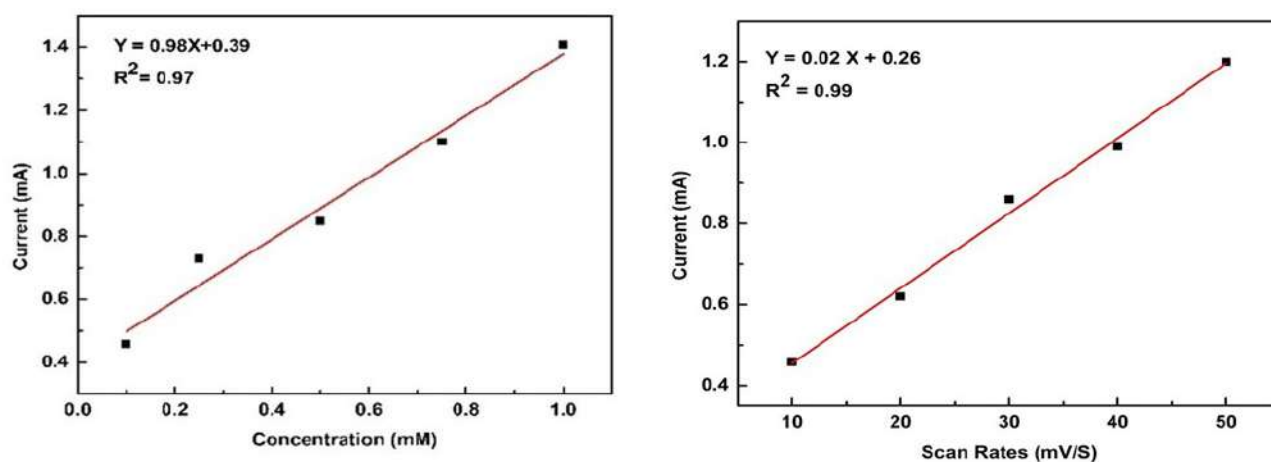 Y = 0.98X+0.39
R2 = 0.97
1.4
1.2
1.0
0.8
0.6
0.4
0.0 0.2 0.4 0.6 0.8 1.0
Current (mA)
Concentration (mM)
Y = 0.02 X + 0.26
R2 = 0.99
1.2
1.0
0.8
0.6
0.4
10 20 30 40 50
Current (mA)
Scan Rates (mV/S)